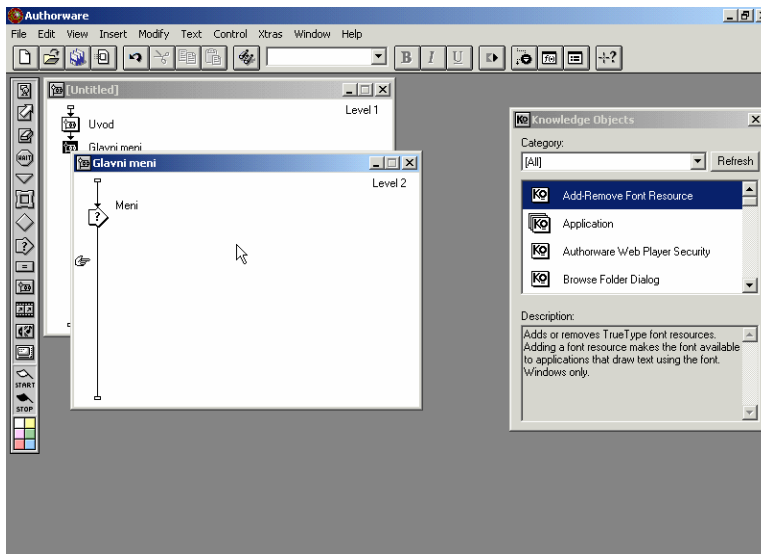 Authorware
File Edit View Insert Modify Text Control Xtras Window Help
B I U
[Untitled]
Level 1
Uvod
Glavni meni
Glavni meni
Level 2
Meni
?
WAIT
?
=
START
STOP
Knowledge Objects
Category:
[All]
Refresh
Add-Remove Font Resource
Application
Authorware Web Player Security
Browse Folder Dialog
Description:
Adds or removes TrueType font resources.
Adding a font resource makes the font available
to applications that draw text using the font.
Windows only.